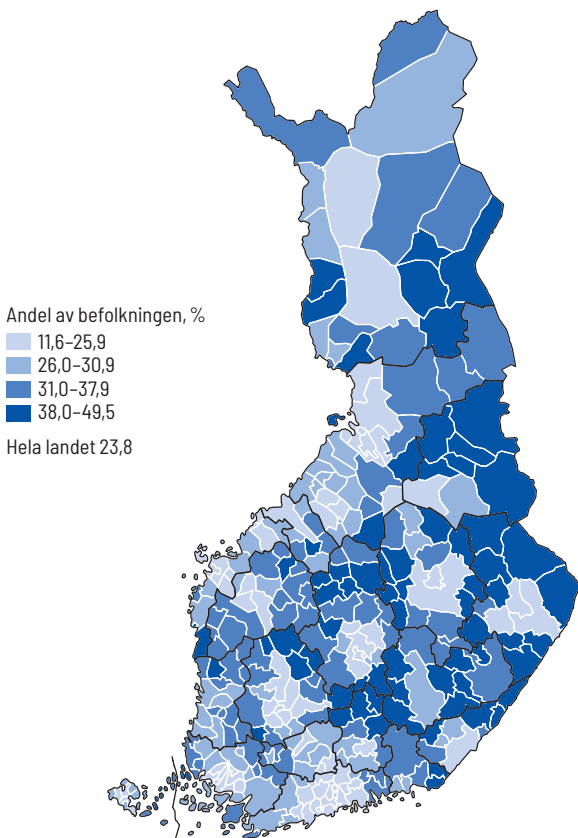 Andel av befolkningen, %
11,6–25,9
26,0–30,9
31,0–37,9
38,0–49,5
Hela landet 23,8